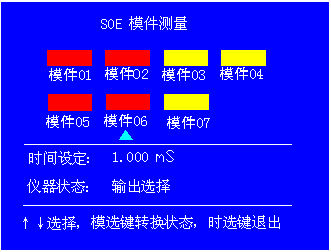 SOE 模件测量
模件01 模件02 模件03 模件04
模件05 模件06 模件07
时间设定: 1.000 mS
仪器状态: 输出选择
↑↓选择, 模选键转换状态, 时选键退出